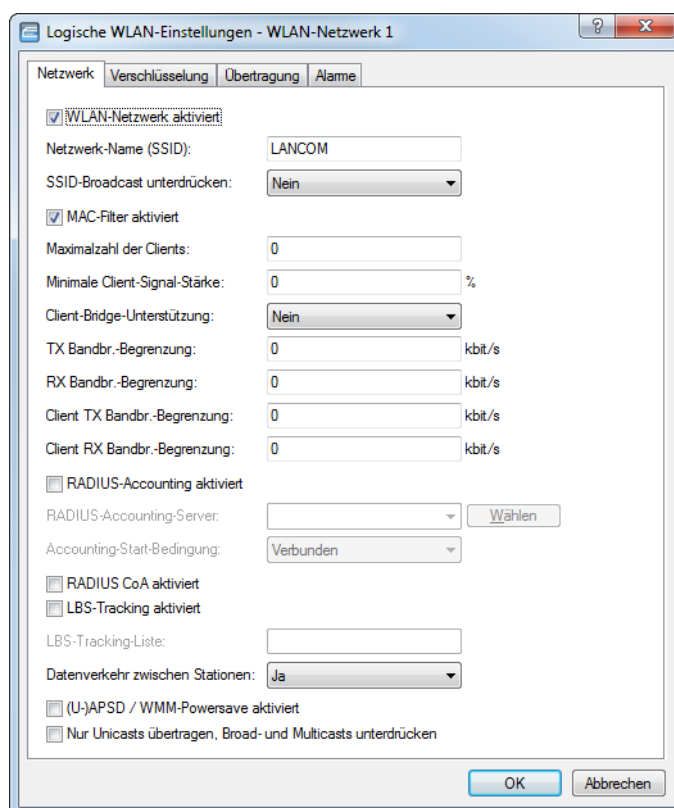 Logische WLAN-Einstellungen - WLAN-Netzwerk 1
Netzwerk Verschlüsselung Übertragung Alarme
WLAN-Netzwerk aktiviert
Netzwerk-Name (SSID): LANCOM
SSID-Broadcast unterdrücken: Nein
MAC-Filter aktiviert
Maximalzahl der Clients: 0
Minimale Client-Signal-Stärke: 0 %
Client-Bridge-Unterstützung: Nein
TX Bandbr.-Begrenzung: 0 kbit/s
RX Bandbr.-Begrenzung: 0 kbit/s
Client TX Bandbr.-Begrenzung: 0 kbit/s
Client RX Bandbr.-Begrenzung: 0 kbit/s
RADIUS-Accounting aktiviert
RADIUS-Accounting-Server: Wählen
Accounting-Start-Bedingung: Verbunden
RADIUS CoA aktiviert
LBS-Tracking aktiviert
LBS-Tracking-Liste:
Datenverkehr zwischen Stationen: Ja
(U-)APSD / WMM-Powersave aktiviert
Nur Unicasts übertragen, Broad- und Multicasts unterdrücken
OK Abbrechen